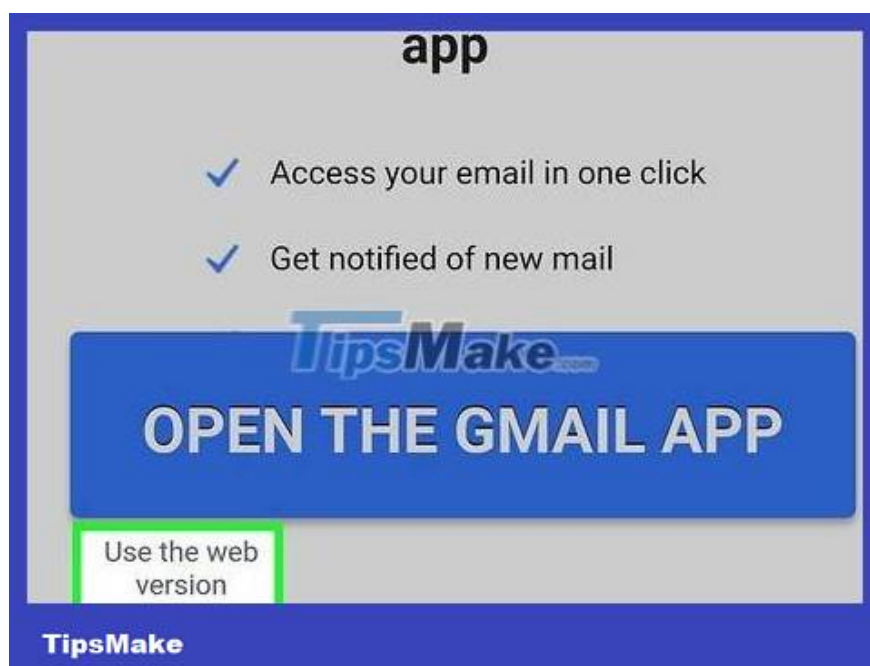 app
Access your email in one click
Get notified of new mail
TipsMake.com
OPEN THE GMAIL APP
Use the web
version
TipsMake